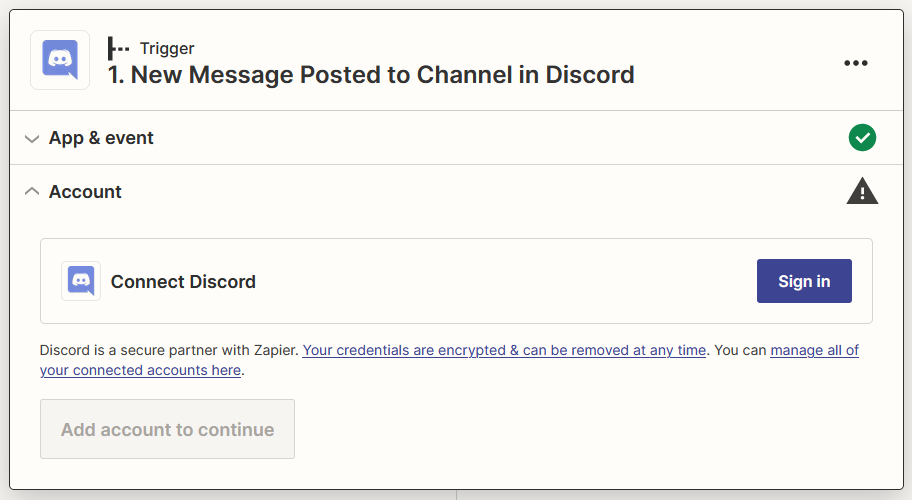 Trigger
1. New Message Posted to Channel in Discord
App & event
Account
Connect Discord
Sign in
Discord is a secure partner with Zapier. Your credentials are encrypted & can be removed at any time. You can manage all of
your connected accounts here.
Add account to continue